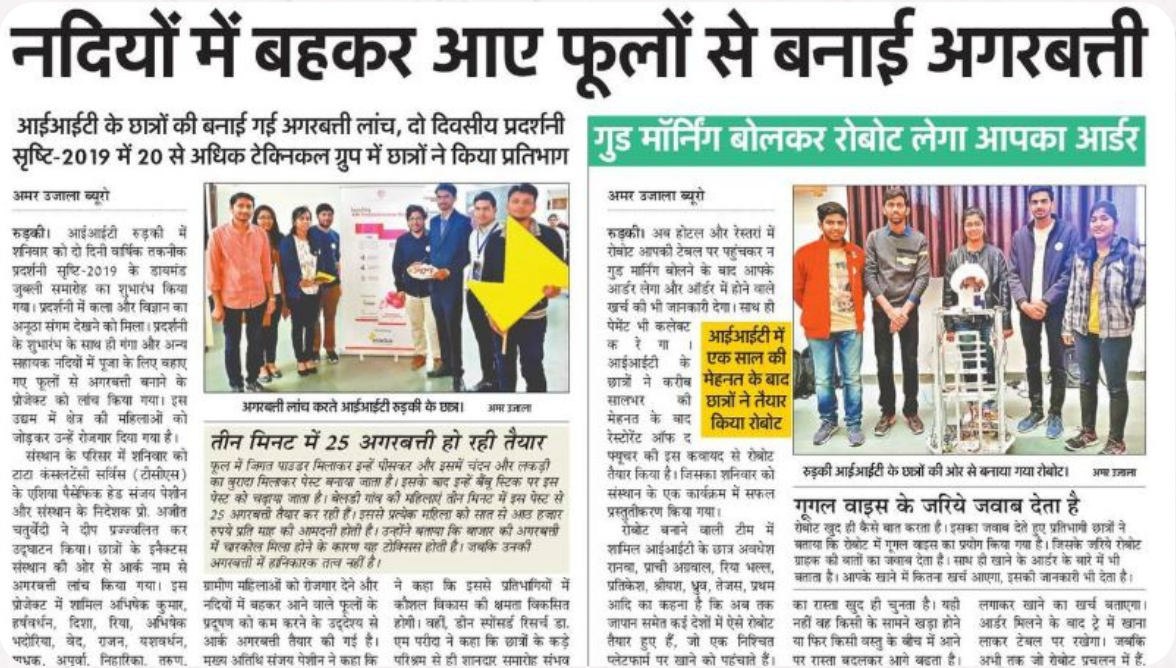 नदियों में बहकर आए फूलों से बनाई अगरबत्ती
आईआईटी के छात्रों की बनाई गई अगरबत्ती लांच, दो दिवसीय प्रदर्शनी
सृष्टि-2019 में 20 से अधिक टेक्निकल ग्रुप में छात्रों ने किया प्रतिभाग
अमर उजाला ब्यूरो
रुड़की। आईआईटी रुड़की में
शनिवार को दो दिनी वार्षिक तकनीक
प्रदर्शनी सृष्टि-2019 के डायमंड
जुबली समारोह का शुभारंभ किया
गया। प्रदर्शनी में कला और विज्ञान का
अनूठा संगम देखने को मिला। प्रदर्शनी
के शुभारंभ के साथ ही गंगा और अन्य
सहायक नदियों में पूजा के लिए बहाए
गए फूलों से अगरबत्ती बनाने के
प्रोजेक्ट को लांच किया गया। इस
उद्यम में क्षेत्र की महिलाओं को
जोड़कर उन्हें रोजगार दिया गया है।
संस्थान के परिसर में शनिवार को
टाटा कंसलटेंसी सर्विस (टीसीएस)
के एशिया पैसेफिक हेड संजय पेशीन
और संस्थान के निदेशक प्रो. अजीत
चतुर्वेदी ने दीप प्रज्ज्वलित कर
उद्घाटन किया। छात्रों के इनैक्टस
संस्थान की ओर से आर्क नाम से
अगरबत्ती लांच किया गया। इस
प्रोजेक्ट में शामिल अभिषेक कुमार,
हर्षवर्धन, दिशा, रिया, अभिषेक
भदोरिया, वेद, राजन, यशवर्धन,
अपूर्वा, निहारिका, तरुण,
अगरबत्ती लांच करते आईआईटी रुड़की के छात्र। अमर उजाला
तीन मिनट में 25 अगरबत्ती हो रही तैयार
फूल में जिगत पाउडर मिलाकर इन्हें पीसकर और इसमें चंदन और लकड़ी
का बुरादा मिलाकर पेस्ट बनाया जाता है। इसके बाद इन्हें बैंबू स्टिक पर इस
पेस्ट को चढ़ाया जाता है। बेलड़ी गांव की महिलाएं तीन मिनट में इस पेस्ट से
25 अगरबत्ती तैयार कर रही हैं। इससे प्रत्येक महिला को सात से आठ हजार
रुपये प्रति माह की आमदनी होती है। उन्होंने बताया कि बाजार की अगरबत्ती
में चारकोल मिला होने के कारण यह टॉक्सिस होती है। जबकि उनकी
अगरबत्ती में हानिकारक तत्व नहीं है।
ग्रामीण महिलाओं को रोजगार देने और
नदियों में बहकर आने वाले फूलों के
प्रदूषण को कम करने के उद्देश्य से
आर्क अगरबत्ती तैयार की गई है।
मुख्य अतिथि संजय पेशीन ने कहा कि
ने कहा कि इससे प्रतिभागियों में
कौशल विकास की क्षमता विकसित
होगी। वहीं, डीन स्पोंसर्ड रिसर्च डा.
एम परीदा ने कहा कि छात्रों के कड़े
परिश्रम से ही शानदार समारोह संभव
गुड मॉर्निंग बोलकर रोबोट लेगा आपका आर्डर
अमर उजाला ब्यूरो
रुड़की। अब होटल और रेस्तरां में
रोबोट आपकी टेबल पर पहुंचकर न
गुड मार्निंग बोलने के बाद आपके
आर्डर लेगा और ऑर्डर में होने वाले
खर्च की भी जानकारी देगा। साथ ही
पेमेंट भी कलेक्ट
करेगा।
आईआईटी के
छात्रों ने करीब
सालभर की
मेहनत के बाद
रेस्टोरेंट ऑफ द
फ्यूचर की इस कवायद से रोबोट
तैयार किया है। जिसका शनिवार को
संस्थान के एक कार्यक्रम में सफल
प्रस्तुतीकरण किया गया।
रोबोट बनाने वाली टीम में
शामिल आईआईटी के छात्र अवधेश
रानवा, प्राची अग्रवाल, रिया भल्ला,
प्रतिकेश, श्रीपश, ध्रुव, तेजस, प्रथम
आदि का कहना है कि अब तक
जापान समेत कई देशों में ऐसे रोबोट
तैयार हुए हैं, जो एक निश्चित
प्लेटफार्म पर खाने को पहुंचाते हैं।
आईआईटी में
एक साल की
मेहनत के बाद
छात्रों ने तैयार
किया रोबोट
रुड़की आईआईटी के छात्रों की ओर से बनाया गया रोबोट। अमर उजाला
गूगल वाइस के जरिये जवाब देता है
रोबोट खुद ही कैसे बात करता है। इसका जवाब देते हुए प्रतिभागी छात्रों ने
बताया कि रोबोट में गूगल वाइस का प्रयोग किया गया है। जिसके जरिये रोबोट
ग्राहक की बातों का जवाब देता है। साथ ही खाने के आर्डर के बारे में भी
बताता है। आपके खाने में कितना खर्च आएगा, इसकी जानकारी भी देता है।
का रास्ता खुद ही चुनता है। यही
नहीं वह किसी के सामने खड़ा होने
या फिर किसी वस्तु के बीच में आने
पर रास्ता बदलकर आगे बढता है।
लगाकर खाने का खर्च बताएगा।
आर्डर मिलने के बाद ट्रे में खाना
लाकर टेबल पर रखेगा। जबकि
अभी तक जो रोबोट प्रचलन में हैं,